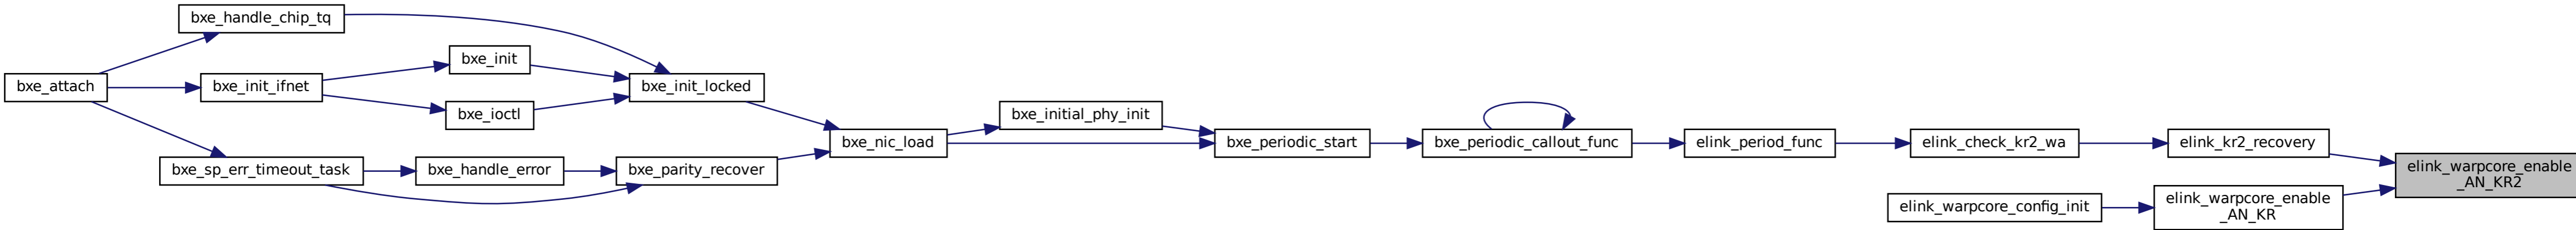 bxe_attach
bxe_handle_chip_tq
bxe_init_ifnet
bxe_sp_err_timeout_task
bxe_init
bxe_ioctl
bxe_handle_error
bxe_init_locked
bxe_parity_recover
bxe_nic_load
bxe_initial_phy_init
bxe_periodic_start
bxe_periodic_callout_func
elink_period_func
elink_check_kr2_wa
elink_warpcore_config_init
elink_kr2_recovery
elink_warpcore_enable
_AN_KR
elink_warpcore_enable
_AN_KR2